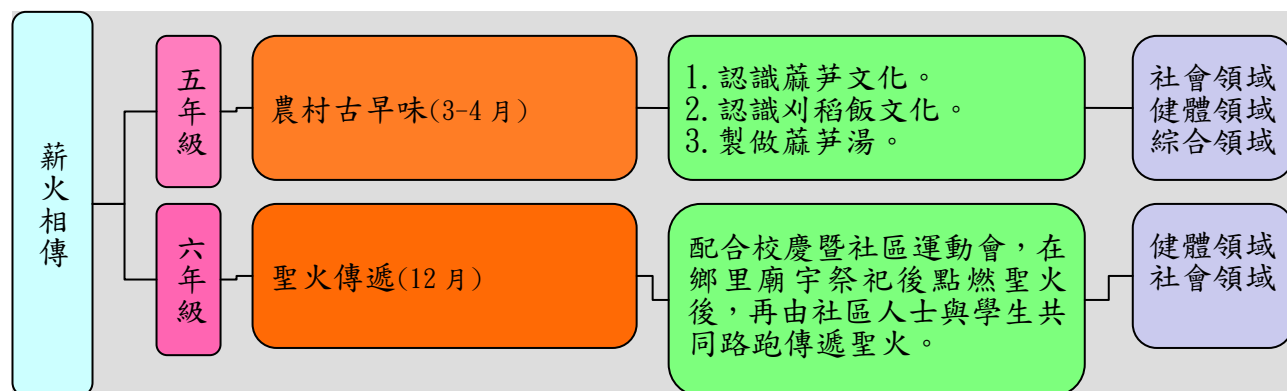 薪火相傳
五年級
農村古早味(3-4月)
1.認識蔴芛文化。
2.認識刈稻飯文化。
3.製做蔴芛湯。
社會領域
健體領域
綜合領域
六年級
聖火傳遞(12月)
配合校慶暨社區運動會，在
鄉里廟宇祭祀後點燃聖火
後，再由社區人士與學生共
同路跑傳遞聖火。
健體領域
社會領域